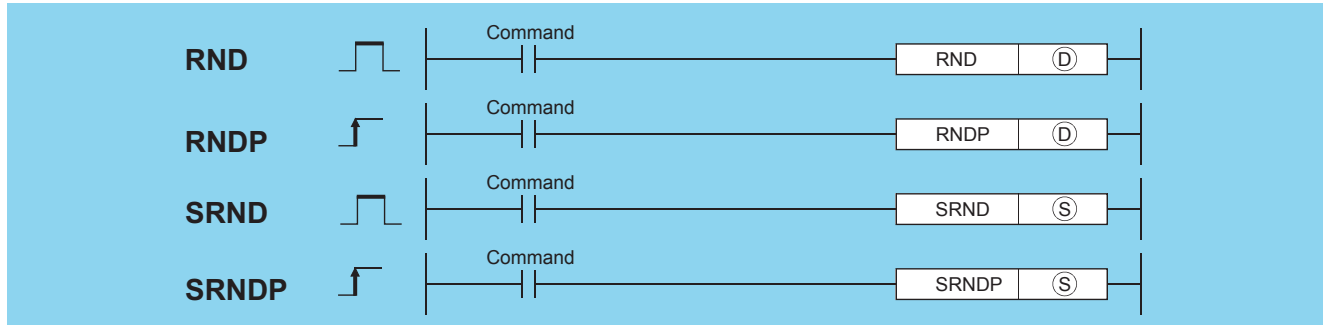 Command
RND RND Ⓓ
Command
RNDP RNDP Ⓓ
Command
SRND SRND Ⓢ
Command
SRNDP SRNDP Ⓢ